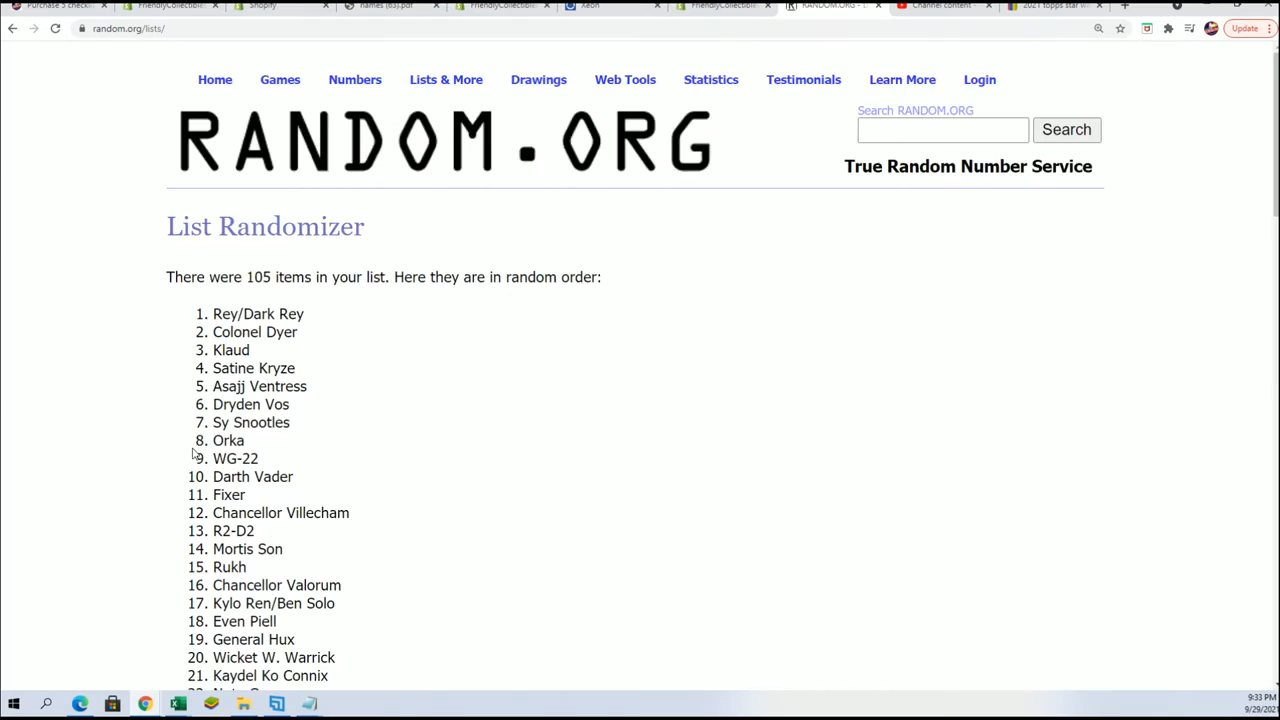 Purchase 5 checko
FriendlyCollectibles
Shopify
names (63).pdf
FriendlyCollectible
Xeon
FriendlyCollectible
RANDOM.ORG - L
Channel content -
2021 topps star w
random.org/lists/
Update
Home
Games
Numbers
Lists & More
Drawings
Web Tools
Statistics
Testimonials
Learn More
Login
RANDOM.ORG
Search RANDOM.ORG
Search
True Random Number Service
List Randomizer
There were 105 items in your list. Here they are in random order:
1. Rey/Dark Rey
2. Colonel Dyer
3. Klaud
4. Satine Kryze
5. Asajj Ventress
6. Dryden Vos
7. Sy Snootles
8. Orka
9. WG-22
10. Darth Vader
11. Fixer
12. Chancellor Villecham
13. R2-D2
14. Mortis Son
15. Rukh
16. Chancellor Valorum
17. Kylo Ren/Ben Solo
18. Even Piell
19. General Hux
20. Wicket W. Warrick
21. Kaydel Ko Connix
9:33 PM
9/29/2021